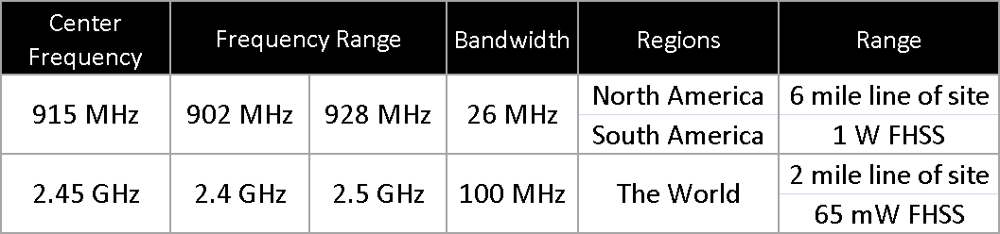 Center
Frequency
Frequency Range
Bandwidth
Regions
Range
915 MHz
902 MHz
928 MHz
26 MHz
North America
South America
6 mile line of site
1 W FHSS
2.45 GHz
2.4 GHz
2.5 GHz
100 MHz
The World
2 mile line of site
65 mW FHSS